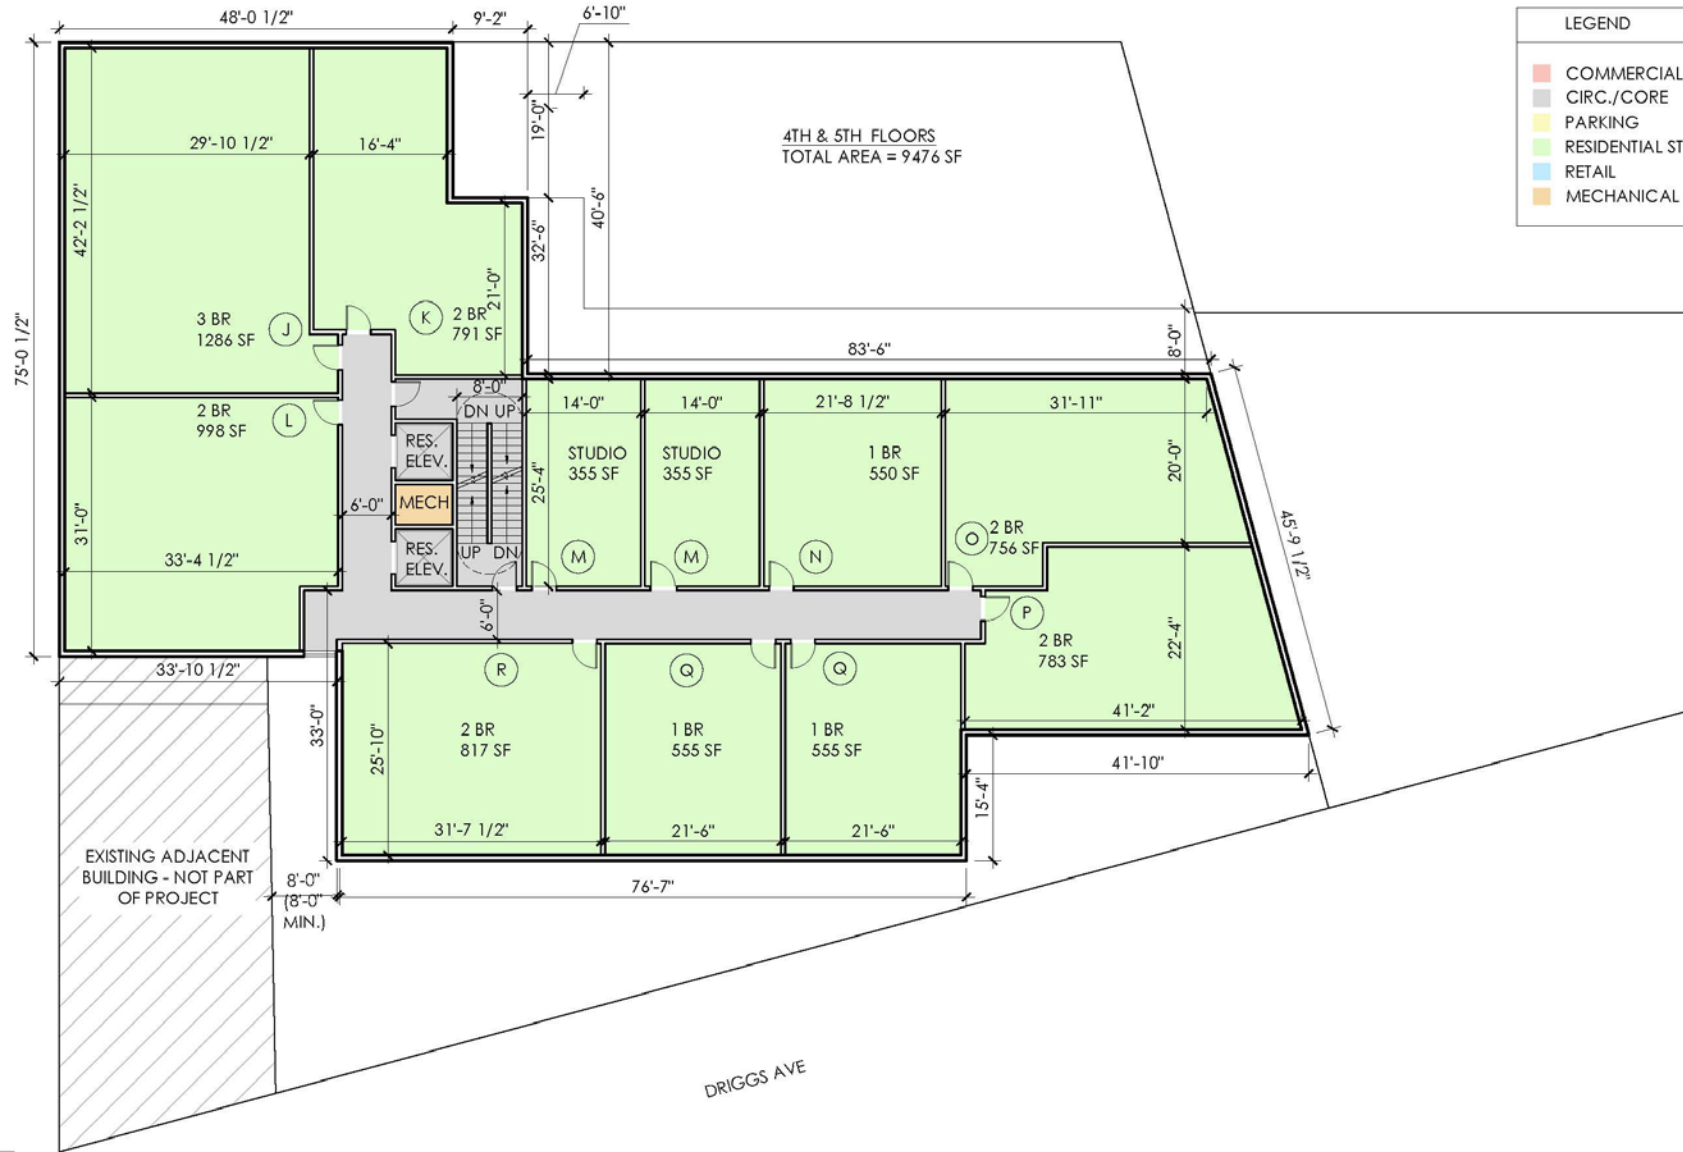 48'-0 1/2"
9'-2"
6'-10"
LEGEND
COMMERCIAL
CIRC./CORE
PARKING
RESIDENTIAL ST
RETAIL
MECHANICAL
4TH & 5TH FLOORS
TOTAL AREA = 9476 SF
19'-0"
29'-10 1/2"
16'-4"
42'-2 1/2"
40'-6"
32'-6"
21'-0"
75'-0 1/2"
3 BR
1286 SF
J
K
2 BR
791 SF
83'-6"
8'-0"
2 BR
998 SF
L
8'-0"
DN UP
14'-0"
14'-0"
21'-8 1/2"
31'-11"
RES.
ELEV.
STUDIO
355 SF
STUDIO
355 SF
1 BR
550 SF
20'-0"
25'-4"
MECH
6'-0"
31'-0"
33'-4 1/2"
RES.
ELEV.
UP DN
M
M
N
O
2 BR
756 SF
45'-9 1/2"
6'-0"
P
2 BR
783 SF
22'-4"
33'-10 1/2"
R
Q
Q
33'-0"
25'-10"
2 BR
817 SF
1 BR
555 SF
1 BR
555 SF
41'-2"
41'-10"
15'-4"
31'-7 1/2"
21'-6"
21'-6"
EXISTING ADJACENT
BUILDING - NOT PART
OF PROJECT
8'-0"
(8'-0"
MIN.)
76'-7"
DRIGGS AVE